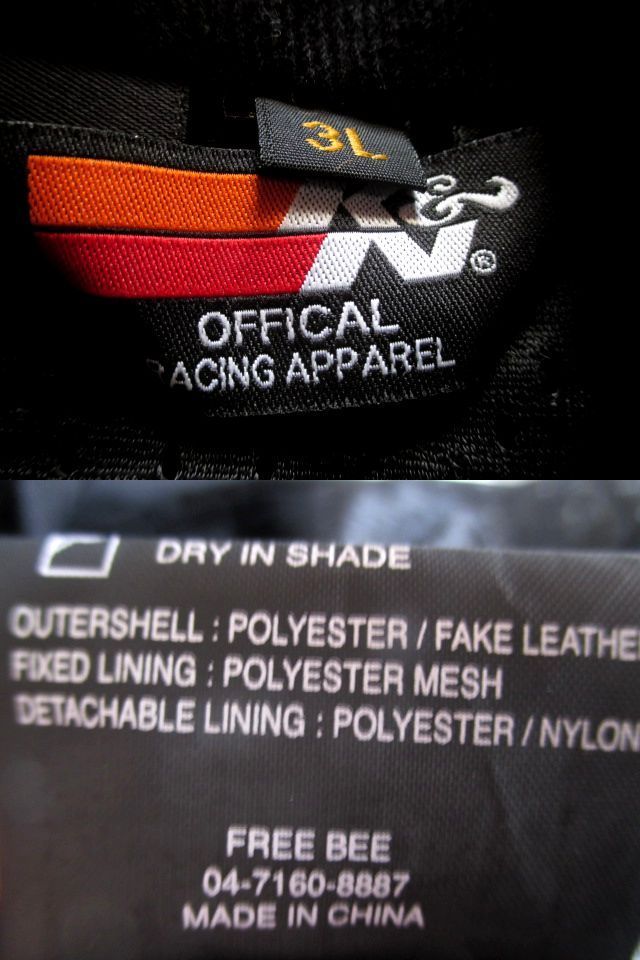 3L
K&N®
OFFICAL
RACING APPAREL
DRY IN SHADE
OUTERSHELL : POLYESTER / FAKE LEATHE
FIXED LINING : POLYESTER MESH
DETACHABLE LINING : POLYESTER / NYLON
FREE BEE
04-7160-8887
MADE IN CHINA